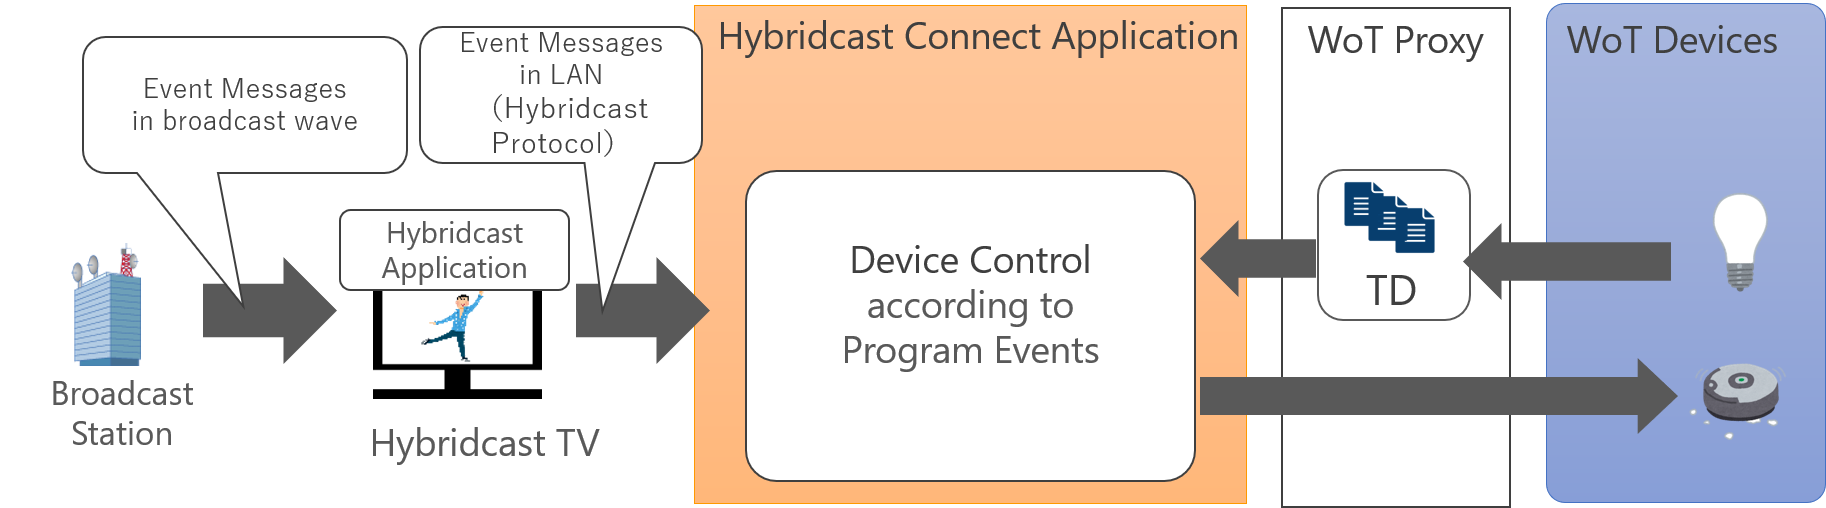 Event Messages
in broadcast wave
Event Messages
in LAN
（Hybridcast
Protocol）
Hybridcast Connect Application
WoT Proxy
WoT Devices
Hybridcast
Application
Device Control
according to
Program Events
TD
Broadcast
Station
Hybridcast TV